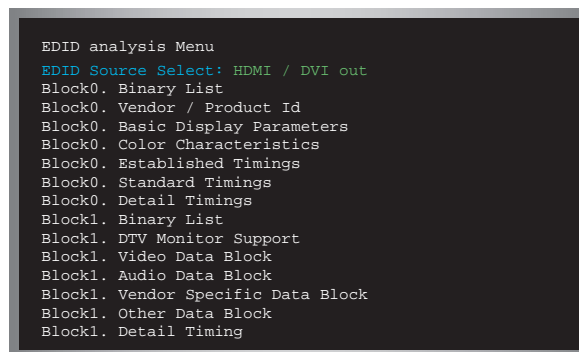 EDID analysis Menu
EDID Source Select: HDMI / DVI out
Block0. Binary List
Block0. Vendor / Product Id
Block0. Basic Display Parameters
Block0. Color Characteristics
Block0. Established Timings
Block0. Standard Timings
Block0. Detail Timings
Block1. Binary List
Block1. DTV Monitor Support
Block1. Video Data Block
Block1. Audio Data Block
Block1. Vendor Specific Data Block
Block1. Other Data Block
Block1. Detail Timing